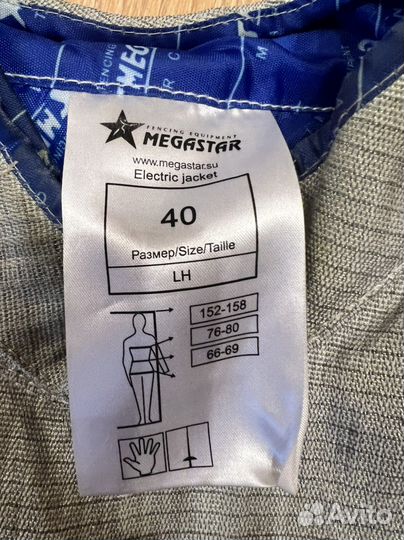 FENCING EQUIPMENT
MEGASTAR
www.megastar.su
Electric jacket
40
Размер/Size/Taille
LH
152-158
76-80
66-69
Avito